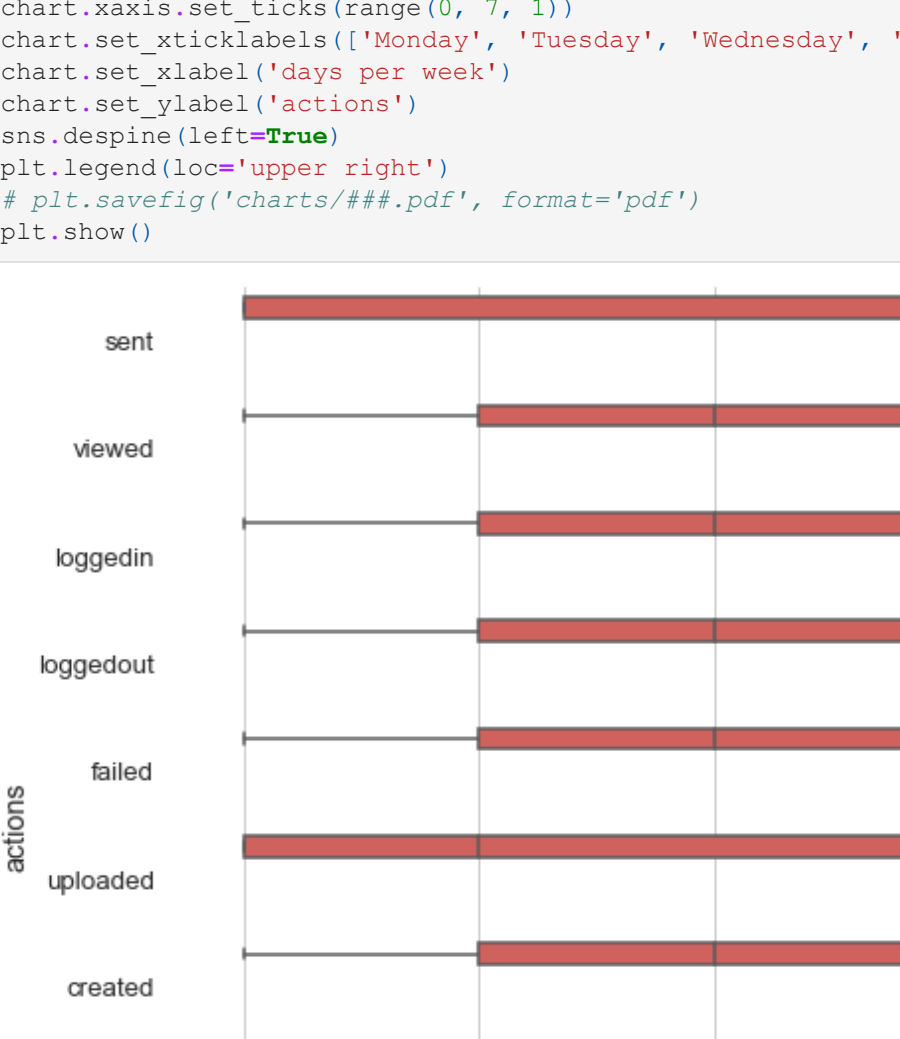 chart.xaxis.set_ticks(range(0, 7, 1))
chart.set_xticklabels(['Monday', 'Tuesday', 'Wednesday', '
chart.set_xlabel('days per week')
chart.set_ylabel('actions')
sns.despine(left=True)
plt.legend(loc='upper right')
# plt.savefig('charts/###.pdf', format='pdf')
plt.show()
sent
viewed
loggedin
loggedout
failed
actions
uploaded
created